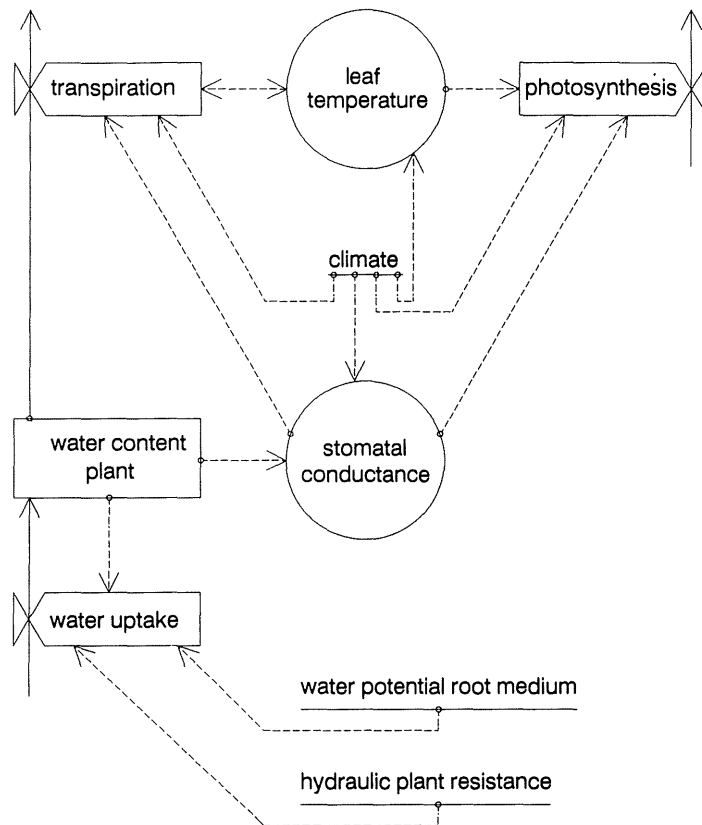 transpiration
leaf
temperature
photosynthesis
climate
water content
plant
stomatal
conductance
water uptake
water potential root medium
hydraulic plant resistance